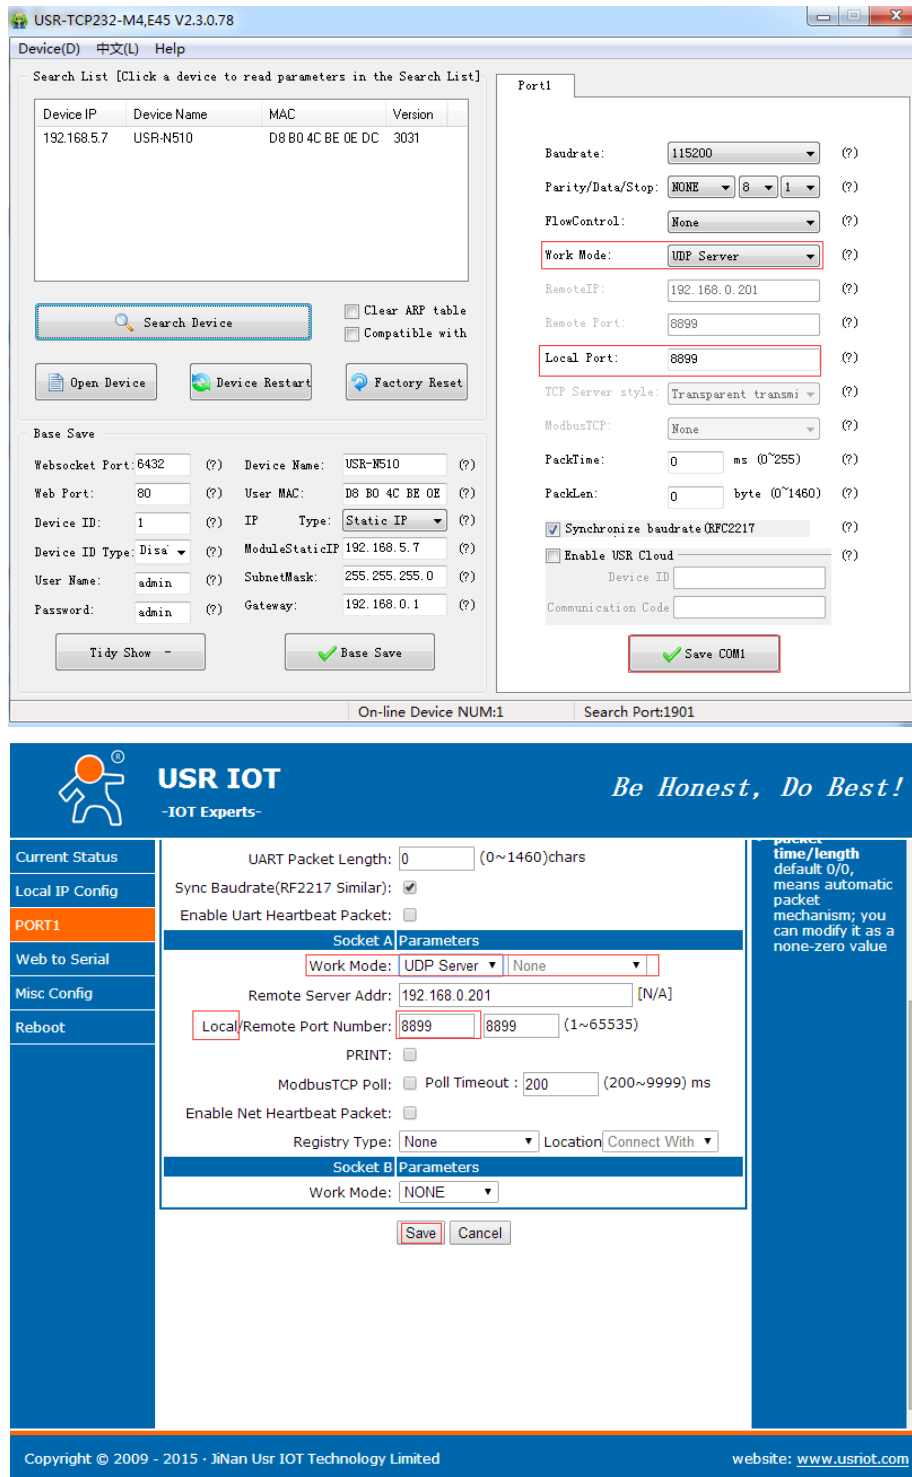 USR-TCP232-M4,E45 V2.3.0.78
Device(D) 中文(L) Help
Search List [Click a device to read parameters in the Search List]
Device IP Device Name MAC Version
192.168.5.7 USR-N510 D8 B0 4C BE 0E DC 3031
Search Device
Clear ARP table
Compatible with
Open Device
Device Restart
Factory Reset
Base Save
Websocket Port: 6432 (?) Device Name: USR-N510 (?)
Web Port: 80 (?) User MAC: D8 B0 4C BE 0E (?)
Device ID: 1 (?) IP Type: Static IP (?)
Device ID Type: Disa (?) ModuleStaticIP 192.168.5.7 (?)
User Name: admin (?) SubnetMask: 255.255.255.0 (?)
Password: admin (?) Gateway: 192.168.0.1 (?)
Tidy Show -
Base Save
Port1
Baudrate: 115200 (?)
Parity/Data/Stop: NONE 8 1 (?)
FlowControl: None (?)
Work Mode: UDP Server (?)
RemoteIP: 192.168.0.201 (?)
Remote Port: 8899 (?)
Local Port: 8899 (?)
TCP Server style: Transparent transmi (?)
ModbusTCP: None (?)
PackTime: 0 ms (0~255) (?)
PackLen: 0 byte (0~1460) (?)
Synchronize baudrate(RFC2217 (?)
Enable USR Cloud (?)
Device ID
Communication Code
Save COM1
On-line Device NUM:1 Search Port:1901
®
USR IOT
-IOT Experts-
Be Honest, Do Best!
Current Status
Local IP Config
PORT1
Web to Serial
Misc Config
Reboot
UART Packet Length: 0 (0~1460)chars
Sync Baudrate(RF2217 Similar):
Enable Uart Heartbeat Packet:
Socket A Parameters
Work Mode: UDP Server None
Remote Server Addr: 192.168.0.201 [N/A]
Local/Remote Port Number: 8899 8899 (1~65535)
PRINT:
ModbusTCP Poll: Poll Timeout : 200 (200~9999) ms
Enable Net Heartbeat Packet:
Registry Type: None Location Connect With
Socket B Parameters
Work Mode: NONE
Save Cancel
packet
time/length
default 0/0,
means automatic
packet
mechanism; you
can modify it as a
none-zero value
Copyright © 2009 - 2015 · JiNan Usr IOT Technology Limited
website: www.usriot.com